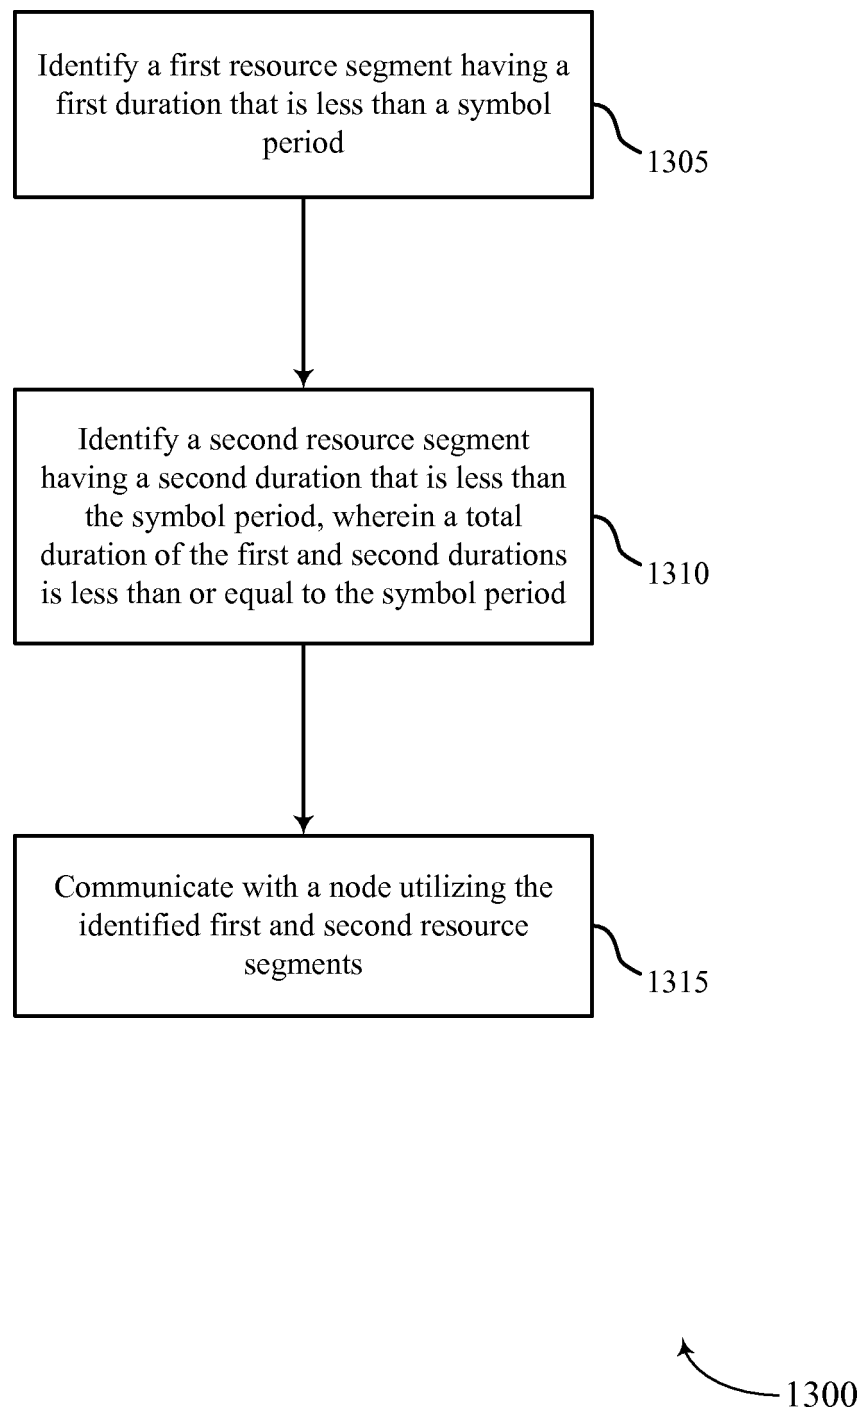 Identify a first resource segment having a
first duration that is less than a symbol
period
1305
Identify a second resource segment
having a second duration that is less than
the symbol period, wherein a total
duration of the first and second durations
is less than or equal to the symbol period
1310
Communicate with a node utilizing the
identified first and second resource
segments
1315
1300